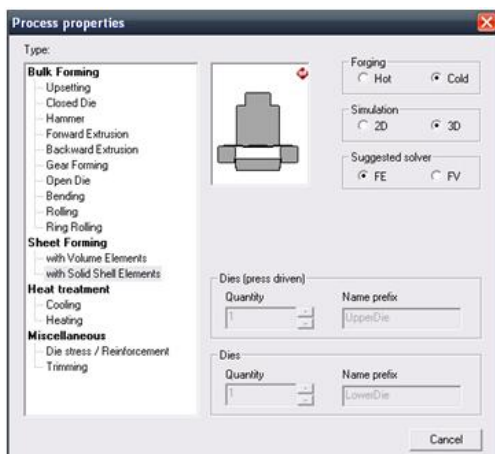 Process properties
Type:
Bulk Forming
Upsetting
Closed Die
Hammer
Forward Extrusion
Backward Extrusion
Gear Forming
Open Die
Bending
Rolling
Ring Rolling
Sheet Forming
with Volume Elements
with Solid Shell Elements
Heat treatment
Cooling
Heating
Miscellaneous
Die stress / Reinforcement
Trimming
Forging
Hot Cold
Simulation
2D 3D
Suggested solver
FE FV
Dies (press driven)
Quantity Name prefix
1 UpperDie
Dies
Quantity Name prefix
1 LowerDie
Cancel